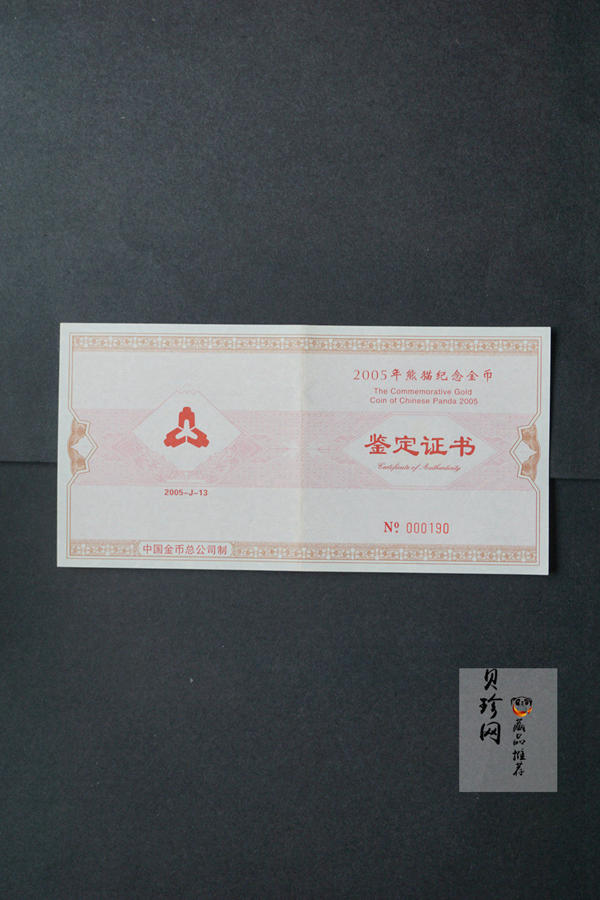 2005年熊猫纪念金币
The Commemorative Gold
Coin of Chinese Panda 2005
鉴定证书
Certificate of Authenticity
2005-J-13
Nº 000190
中国金币总公司制
贝珍网
藏品推荐